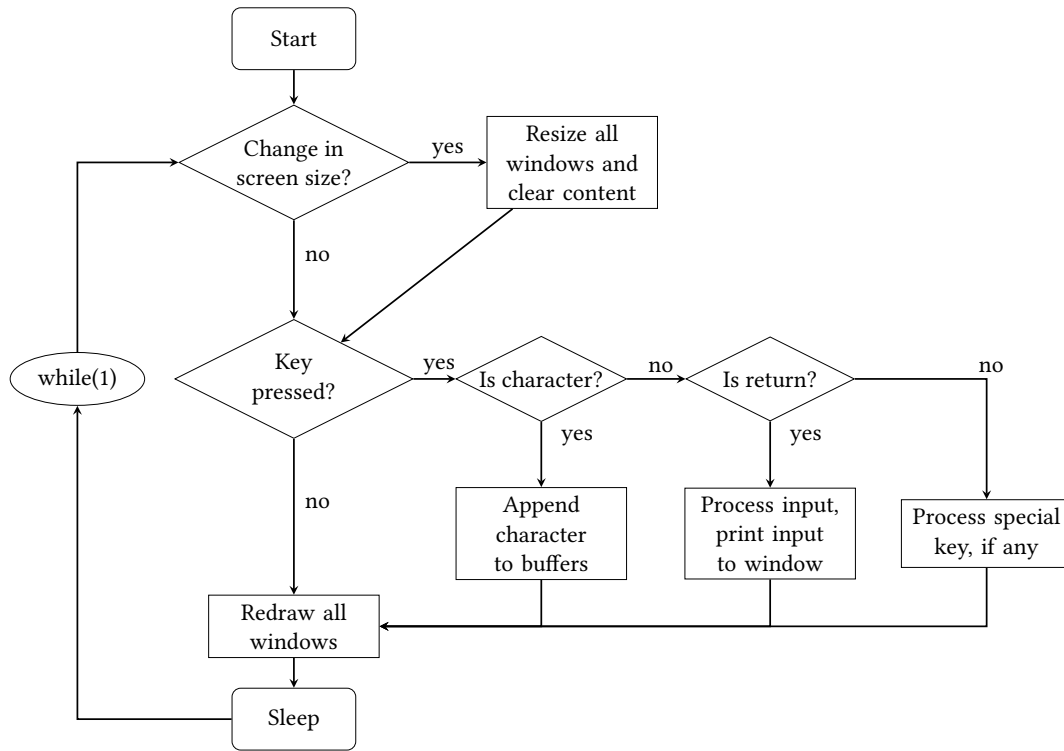 Start
Change in
screen size?
yes
Resize all
windows and
clear content
no
while(1)
Key
pressed?
yes
Is character?
no
Is return?
no
yes
yes
no
Append
character
to buffers
Process input,
print input
to window
Process special
key, if any
Redraw all
windows
Sleep